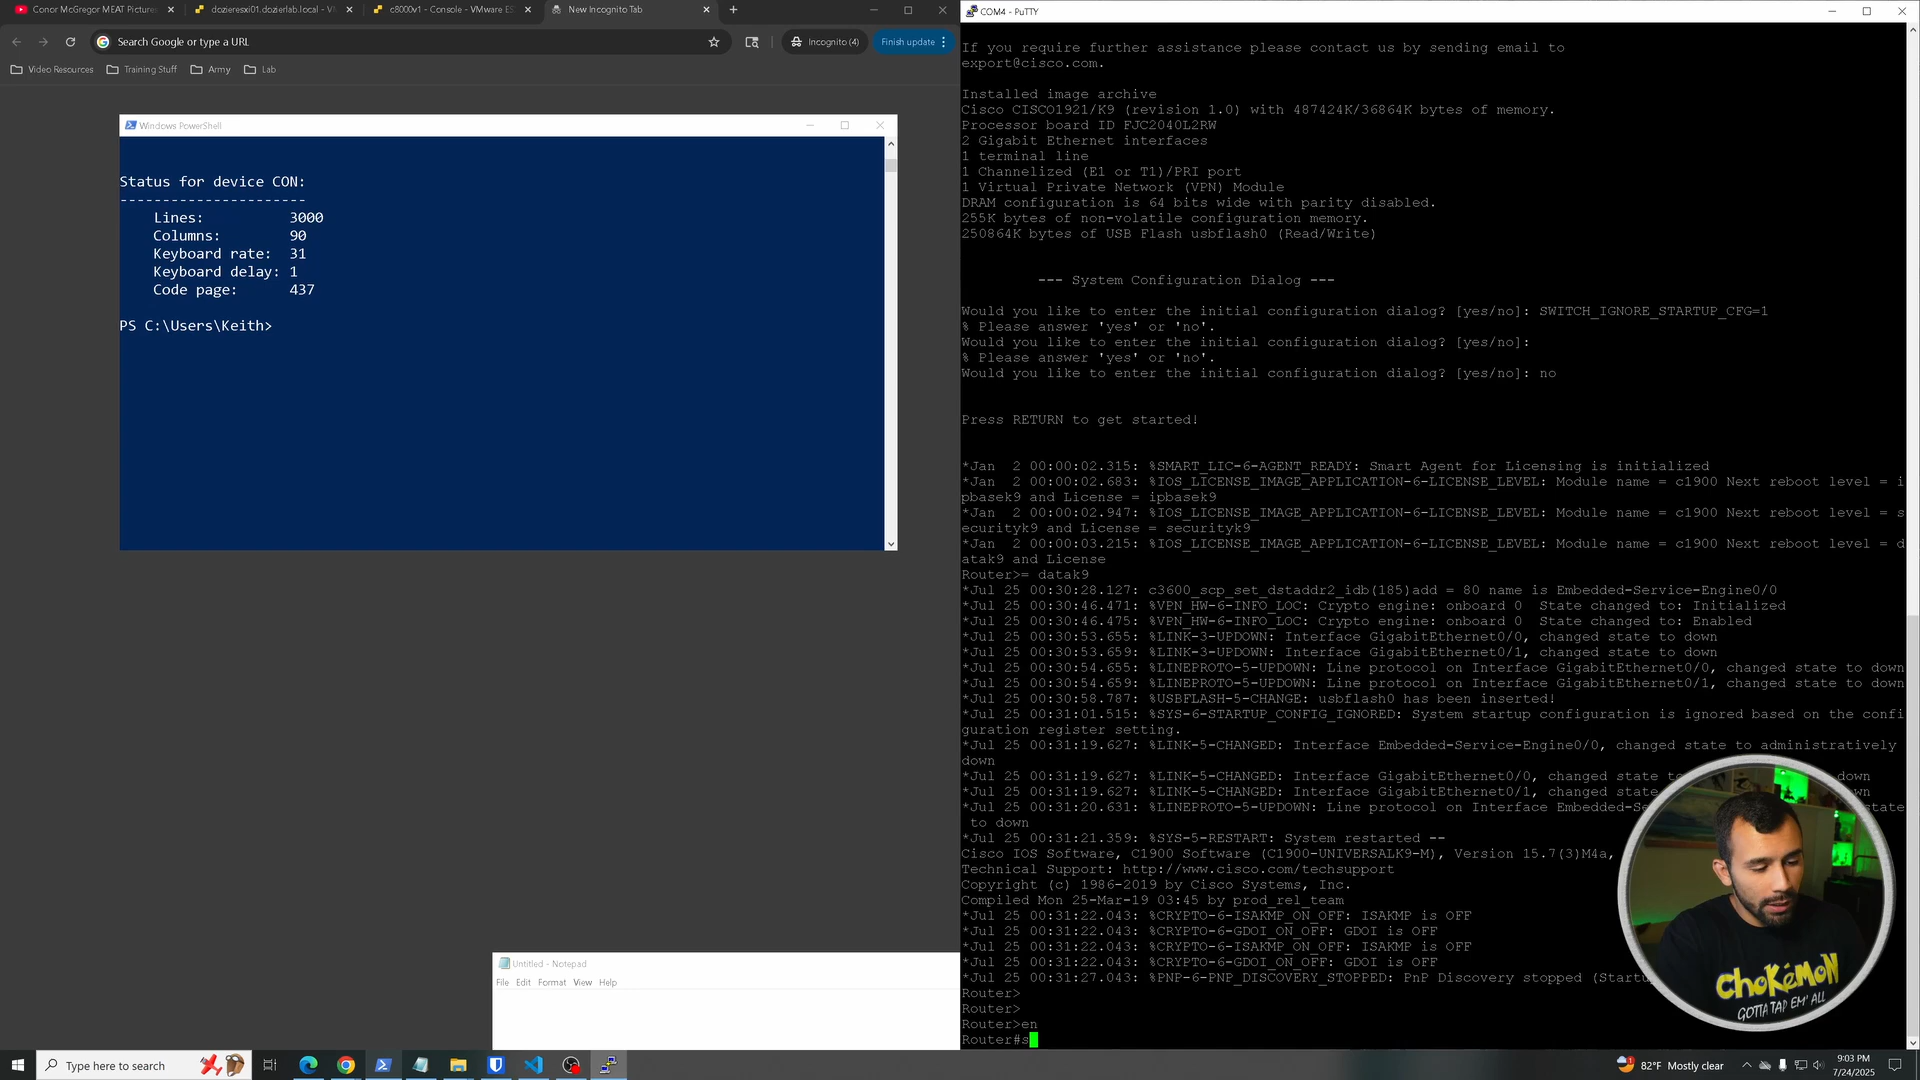 Conor McGregor MEAT Picture
dozieresxi01.dozierlab.local - VM
c8000v1 - Console - VMware ES
New Incognito Tab
Search Google or type a URL
Incognito (4)
Finish update
Video Resources
Training Stuff
Army
Lab
Windows PowerShell
Status for device CON:
----------------------
Lines: 3000
Columns: 90
Keyboard rate: 31
Keyboard delay: 1
Code page: 437
PS C:\Users\Keith>
Untitled - Notepad
File Edit Format View Help
COM4 - PuTTY
If you require further assistance please contact us by sending email to
export@cisco.com.
Installed image archive
Cisco CISCO1921/K9 (revision 1.0) with 487424K/36864K bytes of memory.
Processor board ID FJC2040L2RW
2 Gigabit Ethernet interfaces
1 terminal line
1 Channelized (E1 or T1)/PRI port
1 Virtual Private Network (VPN) Module
DRAM configuration is 64 bits wide with parity disabled.
255K bytes of non-volatile configuration memory.
250864K bytes of USB Flash usbflash0 (Read/Write)
--- System Configuration Dialog ---
Would you like to enter the initial configuration dialog? [yes/no]: SWITCH_IGNORE_STARTUP_CFG=1
% Please answer 'yes' or 'no'.
Would you like to enter the initial configuration dialog? [yes/no]:
% Please answer 'yes' or 'no'.
Would you like to enter the initial configuration dialog? [yes/no]: no
Press RETURN to get started!
*Jan  2 00:00:02.315: %SMART_LIC-6-AGENT_READY: Smart Agent for Licensing is initialized
*Jan  2 00:00:02.683: %IOS_LICENSE_IMAGE_APPLICATION-6-LICENSE_LEVEL: Module name = c1900 Next reboot level = i
pbasek9 and License = ipbasek9
*Jan  2 00:00:02.947: %IOS_LICENSE_IMAGE_APPLICATION-6-LICENSE_LEVEL: Module name = c1900 Next reboot level = s
ecurityk9 and License = securityk9
*Jan  2 00:00:03.215: %IOS_LICENSE_IMAGE_APPLICATION-6-LICENSE_LEVEL: Module name = c1900 Next reboot level = d
atak9 and License
Router>= datak9
*Jul 25 00:30:28.127: c3600_scp_set_dstaddr2_idb(185)add = 80 name is Embedded-Service-Engine0/0
*Jul 25 00:30:46.471: %VPN_HW-6-INFO_LOC: Crypto engine: onboard 0  State changed to: Initialized
*Jul 25 00:30:46.475: %VPN_HW-6-INFO_LOC: Crypto engine: onboard 0  State changed to: Enabled
*Jul 25 00:30:53.655: %LINK-3-UPDOWN: Interface GigabitEthernet0/0, changed state to down
*Jul 25 00:30:53.659: %LINK-3-UPDOWN: Interface GigabitEthernet0/1, changed state to down
*Jul 25 00:30:54.655: %LINEPROTO-5-UPDOWN: Line protocol on Interface GigabitEthernet0/0, changed state to down
*Jul 25 00:30:54.659: %LINEPROTO-5-UPDOWN: Line protocol on Interface GigabitEthernet0/1, changed state to down
*Jul 25 00:30:58.787: %USBFLASH-5-CHANGE: usbflash0 has been inserted!
*Jul 25 00:31:01.515: %SYS-6-STARTUP_CONFIG_IGNORED: System startup configuration is ignored based on the confi
guration register setting.
*Jul 25 00:31:19.627: %LINK-5-CHANGED: Interface Embedded-Service-Engine0/0, changed state to administratively
down
*Jul 25 00:31:19.627: %LINK-5-CHANGED: Interface GigabitEthernet0/0, changed state to down
*Jul 25 00:31:19.627: %LINK-5-CHANGED: Interface GigabitEthernet0/1, changed state
*Jul 25 00:31:20.631: %LINEPROTO-5-UPDOWN: Line protocol on Interface Embedded-Se state
to down
*Jul 25 00:31:21.359: %SYS-5-RESTART: System restarted --
Cisco IOS Software, C1900 Software (C1900-UNIVERSALK9-M), Version 15.7(3)M4a,
Technical Support: http://www.cisco.com/techsupport
Copyright (c) 1986-2019 by Cisco Systems, Inc.
Compiled Mon 25-Mar-19 03:45 by prod_rel_team
*Jul 25 00:31:22.043: %CRYPTO-6-ISAKMP_ON_OFF: ISAKMP is OFF
*Jul 25 00:31:22.043: %CRYPTO-6-GDOI_ON_OFF: GDOI is OFF
*Jul 25 00:31:22.043: %CRYPTO-6-ISAKMP_ON_OFF: ISAKMP is OFF
*Jul 25 00:31:22.043: %CRYPTO-6-GDOI_ON_OFF: GDOI is OFF
*Jul 25 00:31:27.043: %PNP-6-PNP_DISCOVERY_STOPPED: PnP Discovery stopped (Startu
Router>
Router>
Router>en
Router#s
CHOKéMON
GOTTA TAP EM' ALL
Type here to search
1
82°F Mostly clear
9:03 PM
7/24/2025